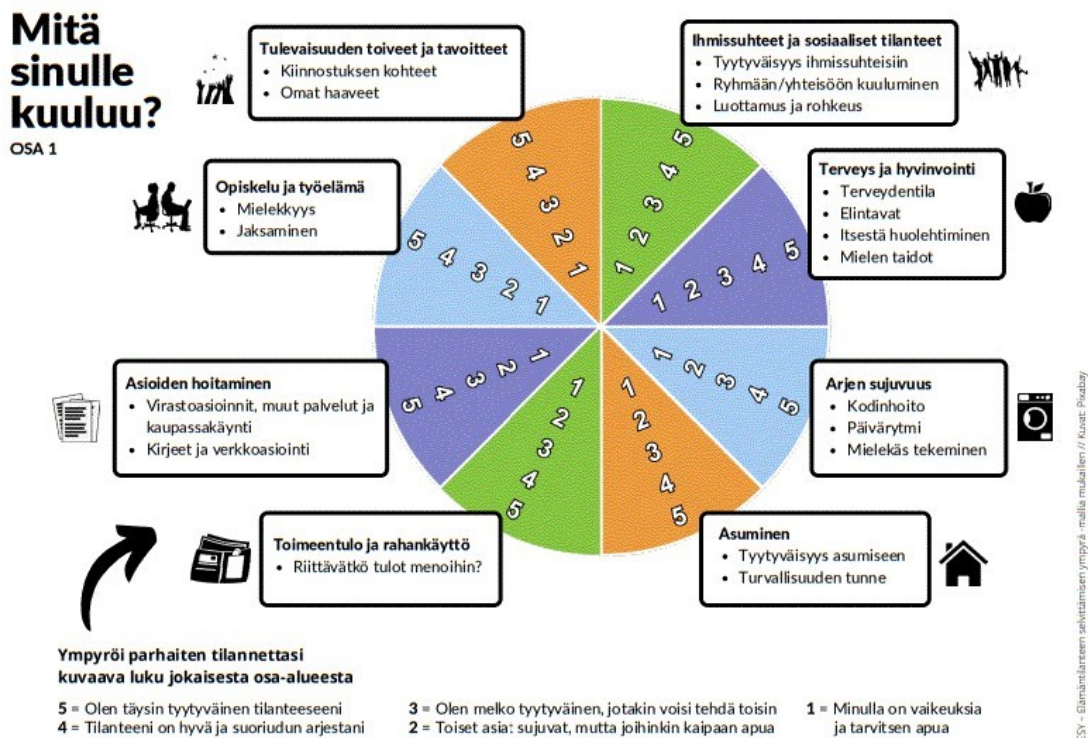 Mitä
sinulle
kuuluu?
OSA 1
Tulevaisuuden toiveet ja tavoitteet
• Kiinnostuksen kohteet
• Omat haaveet
Ihmissuhteet ja sosiaaliset tilanteet
• Tyytyväisyys ihmissuhteisiin
• Ryhmään/yhteisöön kuuluminen
• Luottamus ja rohkeus
Opiskelu ja työelämä
• Mielekkyys
• Jaksaminen
Terveys ja hyvinvointi
• Terveydentila
• Elintavat
• Itsestä huolehtiminen
• Mielen taidot
Asioiden hoitaminen
• Virastoasioinnit, muut palvelut ja
kaupassakäynti
• Kirjeet ja verkkoasiointi
Arjen sujuvuus
• Kodinhoito
• Päivärytmi
• Mielekäs tekeminen
Toimeentulo ja rahankäyttö
• Riittävätkö tulot menoihin?
Asuminen
• Tyytyväisyys asumiseen
• Turvallisuuden tunne
5 4 3 2 1
1 2 3 4 5
5 4 3 2 1
1 2 3 4 5
5 4 3 2 1
1 2 3 4 5
1 2 3 4 5
1 2 3 4 5
Ympyröi parhaiten tilannettasi
kuvaava luku jokaisesta osa-alueesta
5 = Olen täysin tyytyväinen tilanteeseeni
4 = Tilanteeni on hyvä ja suoriudun arjestani
3 = Olen melko tyytyväinen, jotakin voisi tehdä toisin
2 = Toiset asiat sujuvat, mutta joihinkin kaipaan apua
1 = Minulla on vaikeuksia
ja tarvitsen apua
ESY - Elämäntilanteen selvittämisen ympyrä -mallia mukaillen // Kuvat: Pixabay